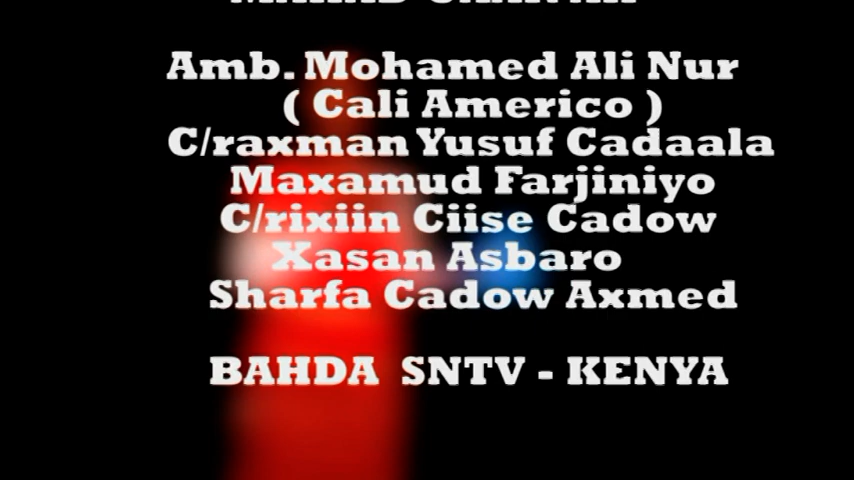 Amb. Mohamed Ali Nur
( Cali Americo )
C/raxman Yusuf Cadaala
Maxamud Farjiniyo
C/rixiin Ciise Cadow
Xasan Asbaro
Sharfa Cadow Axmed
BAHDA SNTV - KENYA